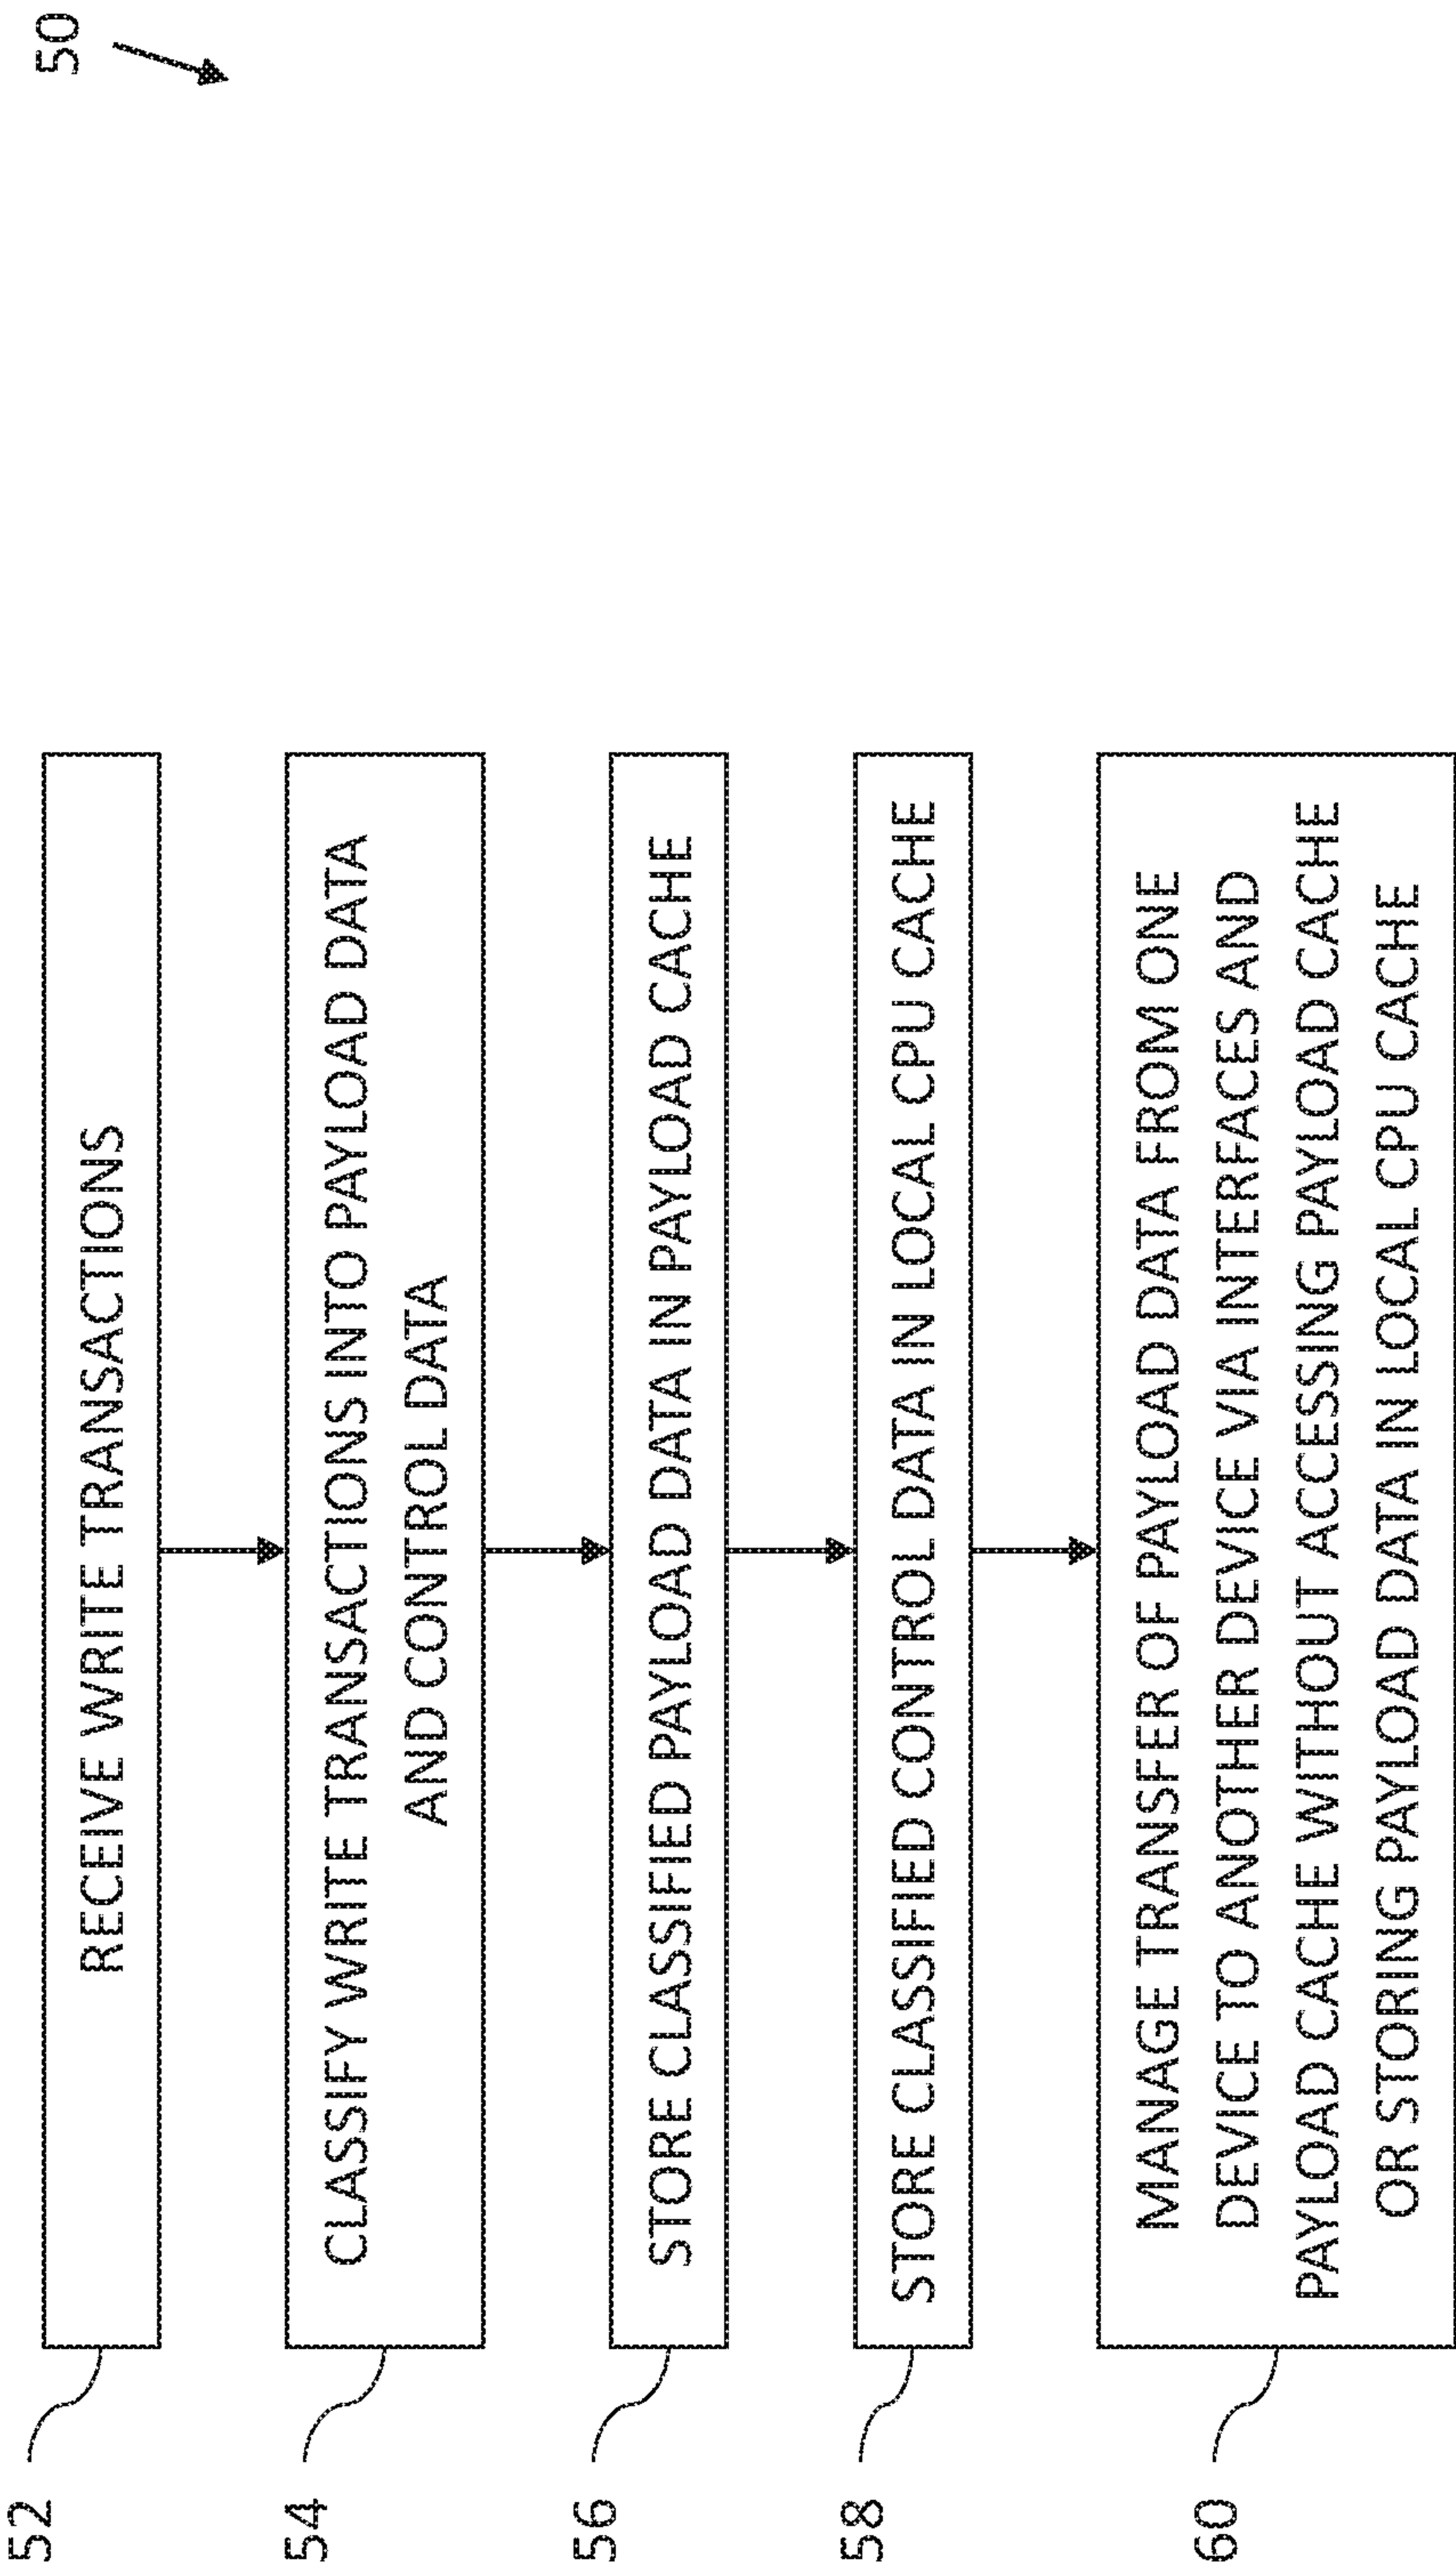 50
52
RECEIVE WRITE TRANSACTIONS
54
CLASSIFY WRITE TRANSACTIONS INTO PAYLOAD DATA
AND CONTROL DATA
56
STORE CLASSIFIED PAYLOAD DATA IN PAYLOAD CACHE
58
STORE CLASSIFIED CONTROL DATA IN LOCAL CPU CACHE
60
MANAGE TRANSFER OF PAYLOAD DATA FROM ONE
DEVICE TO ANOTHER DEVICE VIA INTERFACES AND
PAYLOAD CACHE WITHOUT ACCESSING PAYLOAD CACHE
OR STORING PAYLOAD DATA IN LOCAL CPU CACHE